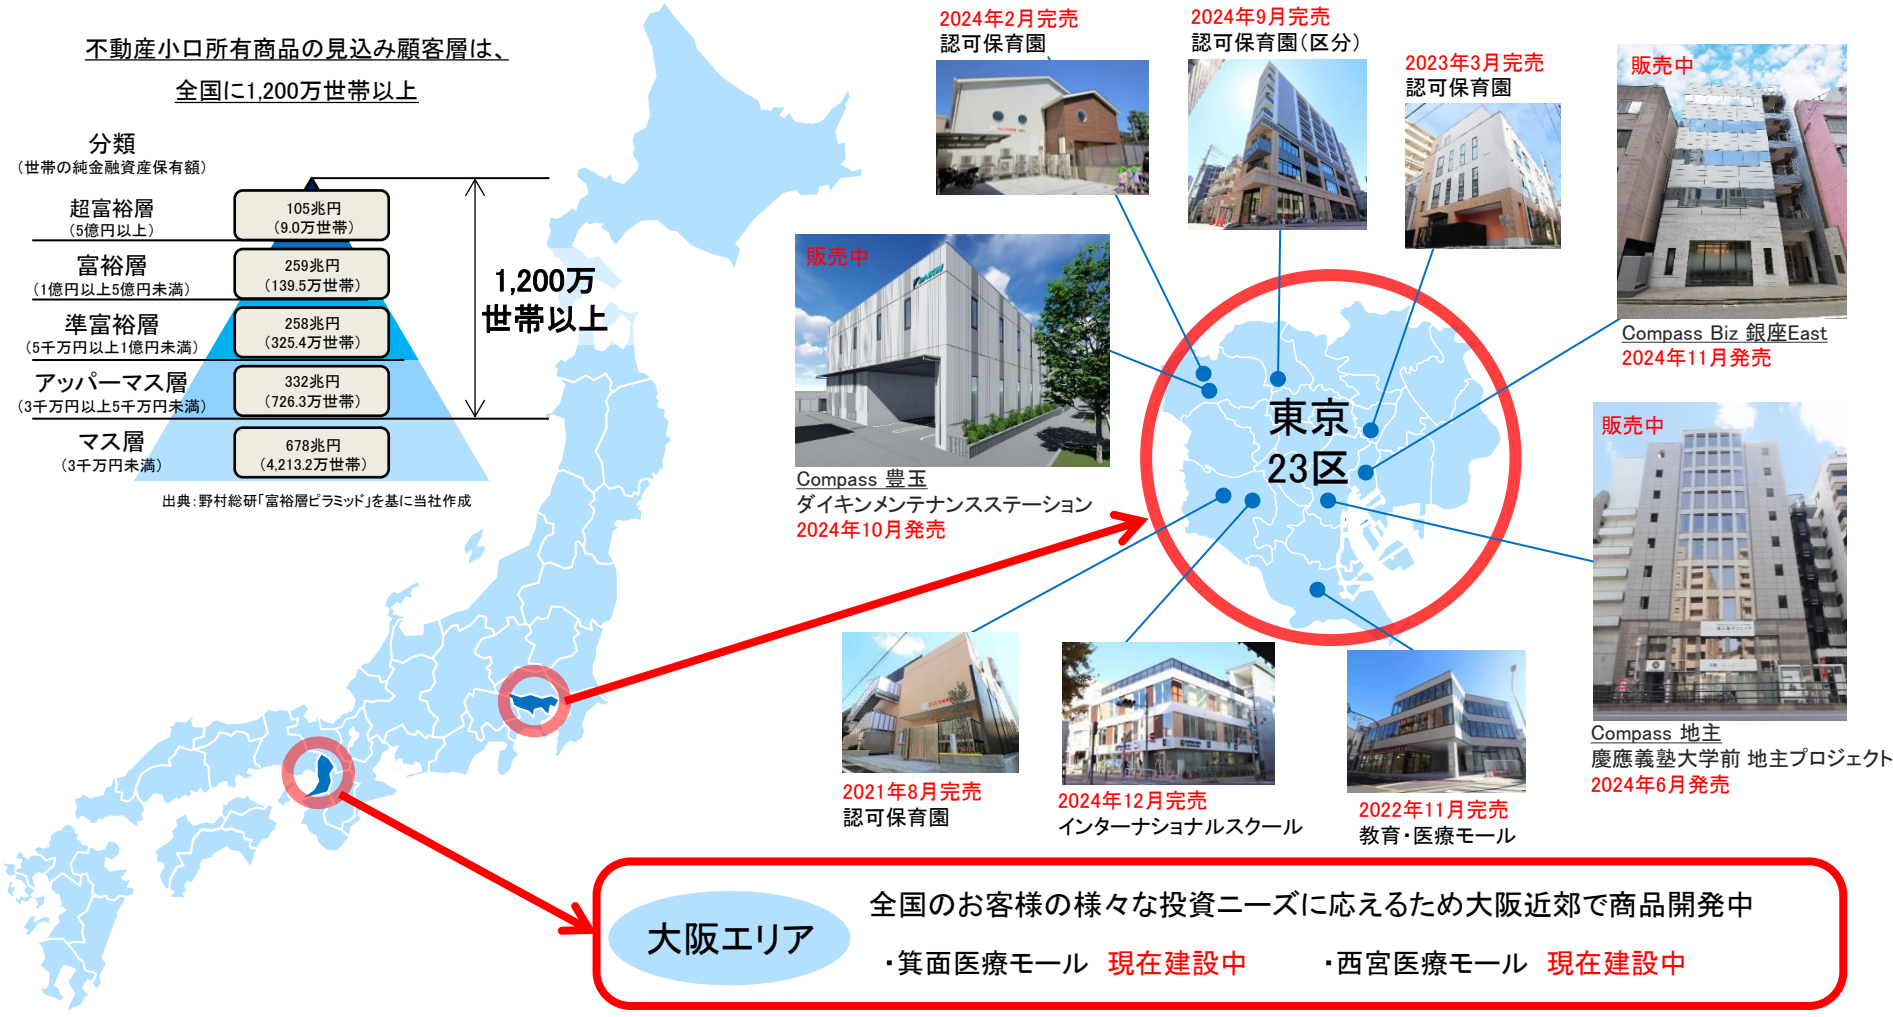 不動産小口所有商品の見込み顧客層は、
全国に1,200万世帯以上
分類
（世帯の純金融資産保有額）
超富裕層
（5億円以上）
105兆円
（9.0万世帯）
富裕層
（1億円以上5億円未満）
259兆円
（139.5万世帯）
準富裕層
（5千万円以上1億円未満）
258兆円
（325.4万世帯）
アッパーマス層
（3千万円以上5千万円未満）
332兆円
（726.3万世帯）
マス層
（3千万円未満）
678兆円
（4,213.2万世帯）
1,200万
世帯以上
出典：野村総研「富裕層ピラミッド」を基に当社作成
2024年2月完売
認可保育園
2024年9月完売
認可保育園（区分）
2023年3月完売
認可保育園
販売中
Compass Biz 銀座East
2024年11月発売
販売中
DAIKIN
Compass 豊玉
ダイキンメンテナンスステーション
2024年10月発売
東京
23区
販売中
Compass 地主
慶應義塾大学前 地主プロジェクト
2024年6月発売
2021年8月完売
認可保育園
2024年12月完売
インターナショナルスクール
2022年11月完売
教育・医療モール
大阪エリア
全国のお客様の様々な投資ニーズに応えるため大阪近郊で商品開発中
・箕面医療モール　現在建設中
・西宮医療モール　現在建設中